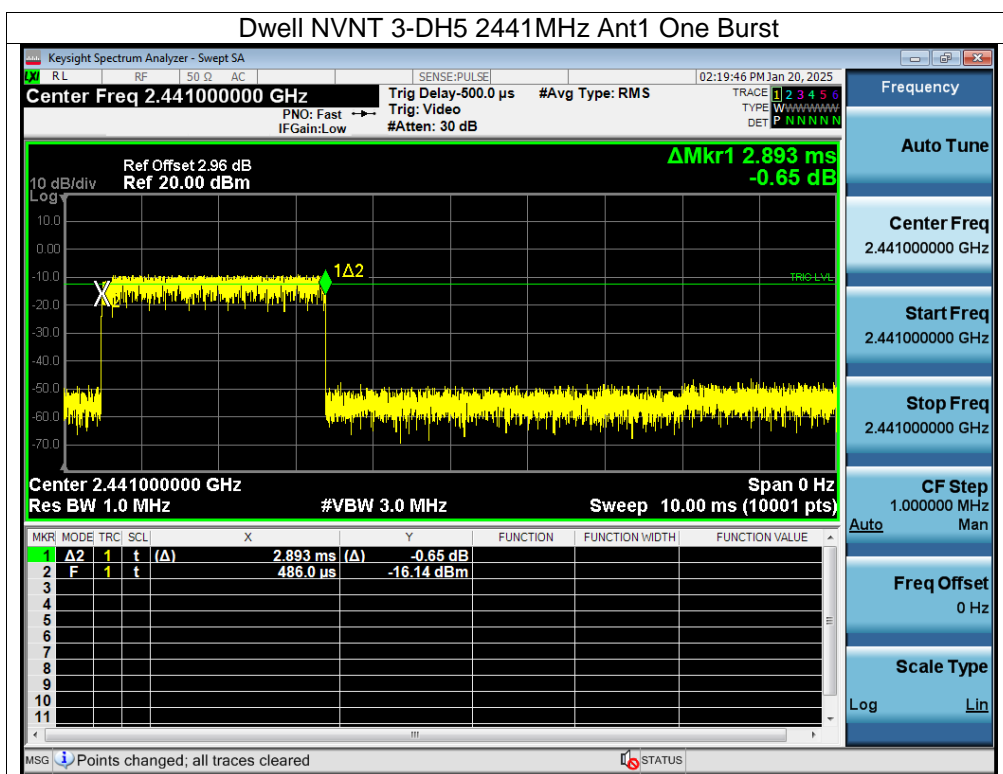 Dwell NVNT 3-DH5 2441MHz Ant1 One Burst
Keysight Spectrum Analyzer - Swept SA
LXI RL RF 50 Ω AC SENSE:PULSE 02:19:46 PM Jan 20, 2025
Center Freq 2.441000000 GHz Trig Delay-500.0 µs #Avg Type: RMS TRACE 1 2 3 4 5 6
PNO: Fast Trig: Video TYPE WWWWWWW
IFGain:Low #Atten: 30 dB DET P N N N N N
ΔMkr1 2.893 ms
-0.65 dB
Ref Offset 2.96 dB
10 dB/div Ref 20.00 dBm
Log
10.0
0.00
-10.0
1Δ2
TRIG LVL
2
-20.0
-30.0
-40.0
-50.0
-60.0
-70.0
Center 2.441000000 GHz Span 0 Hz
Res BW 1.0 MHz #VBW 3.0 MHz Sweep 10.00 ms (10001 pts)
MKR MODE TRC SCL X Y FUNCTION FUNCTION WIDTH FUNCTION VALUE
1 Δ2 1 t (Δ) 2.893 ms (Δ) -0.65 dB
2 F 1 t 486.0 µs -16.14 dBm
3
4
5
6
7
8
9
10
11
MSG Points changed; all traces cleared STATUS
Frequency
Auto Tune
Center Freq
2.441000000 GHz
Start Freq
2.441000000 GHz
Stop Freq
2.441000000 GHz
CF Step
1.000000 MHz
Auto Man
Freq Offset
0 Hz
Scale Type
Log Lin